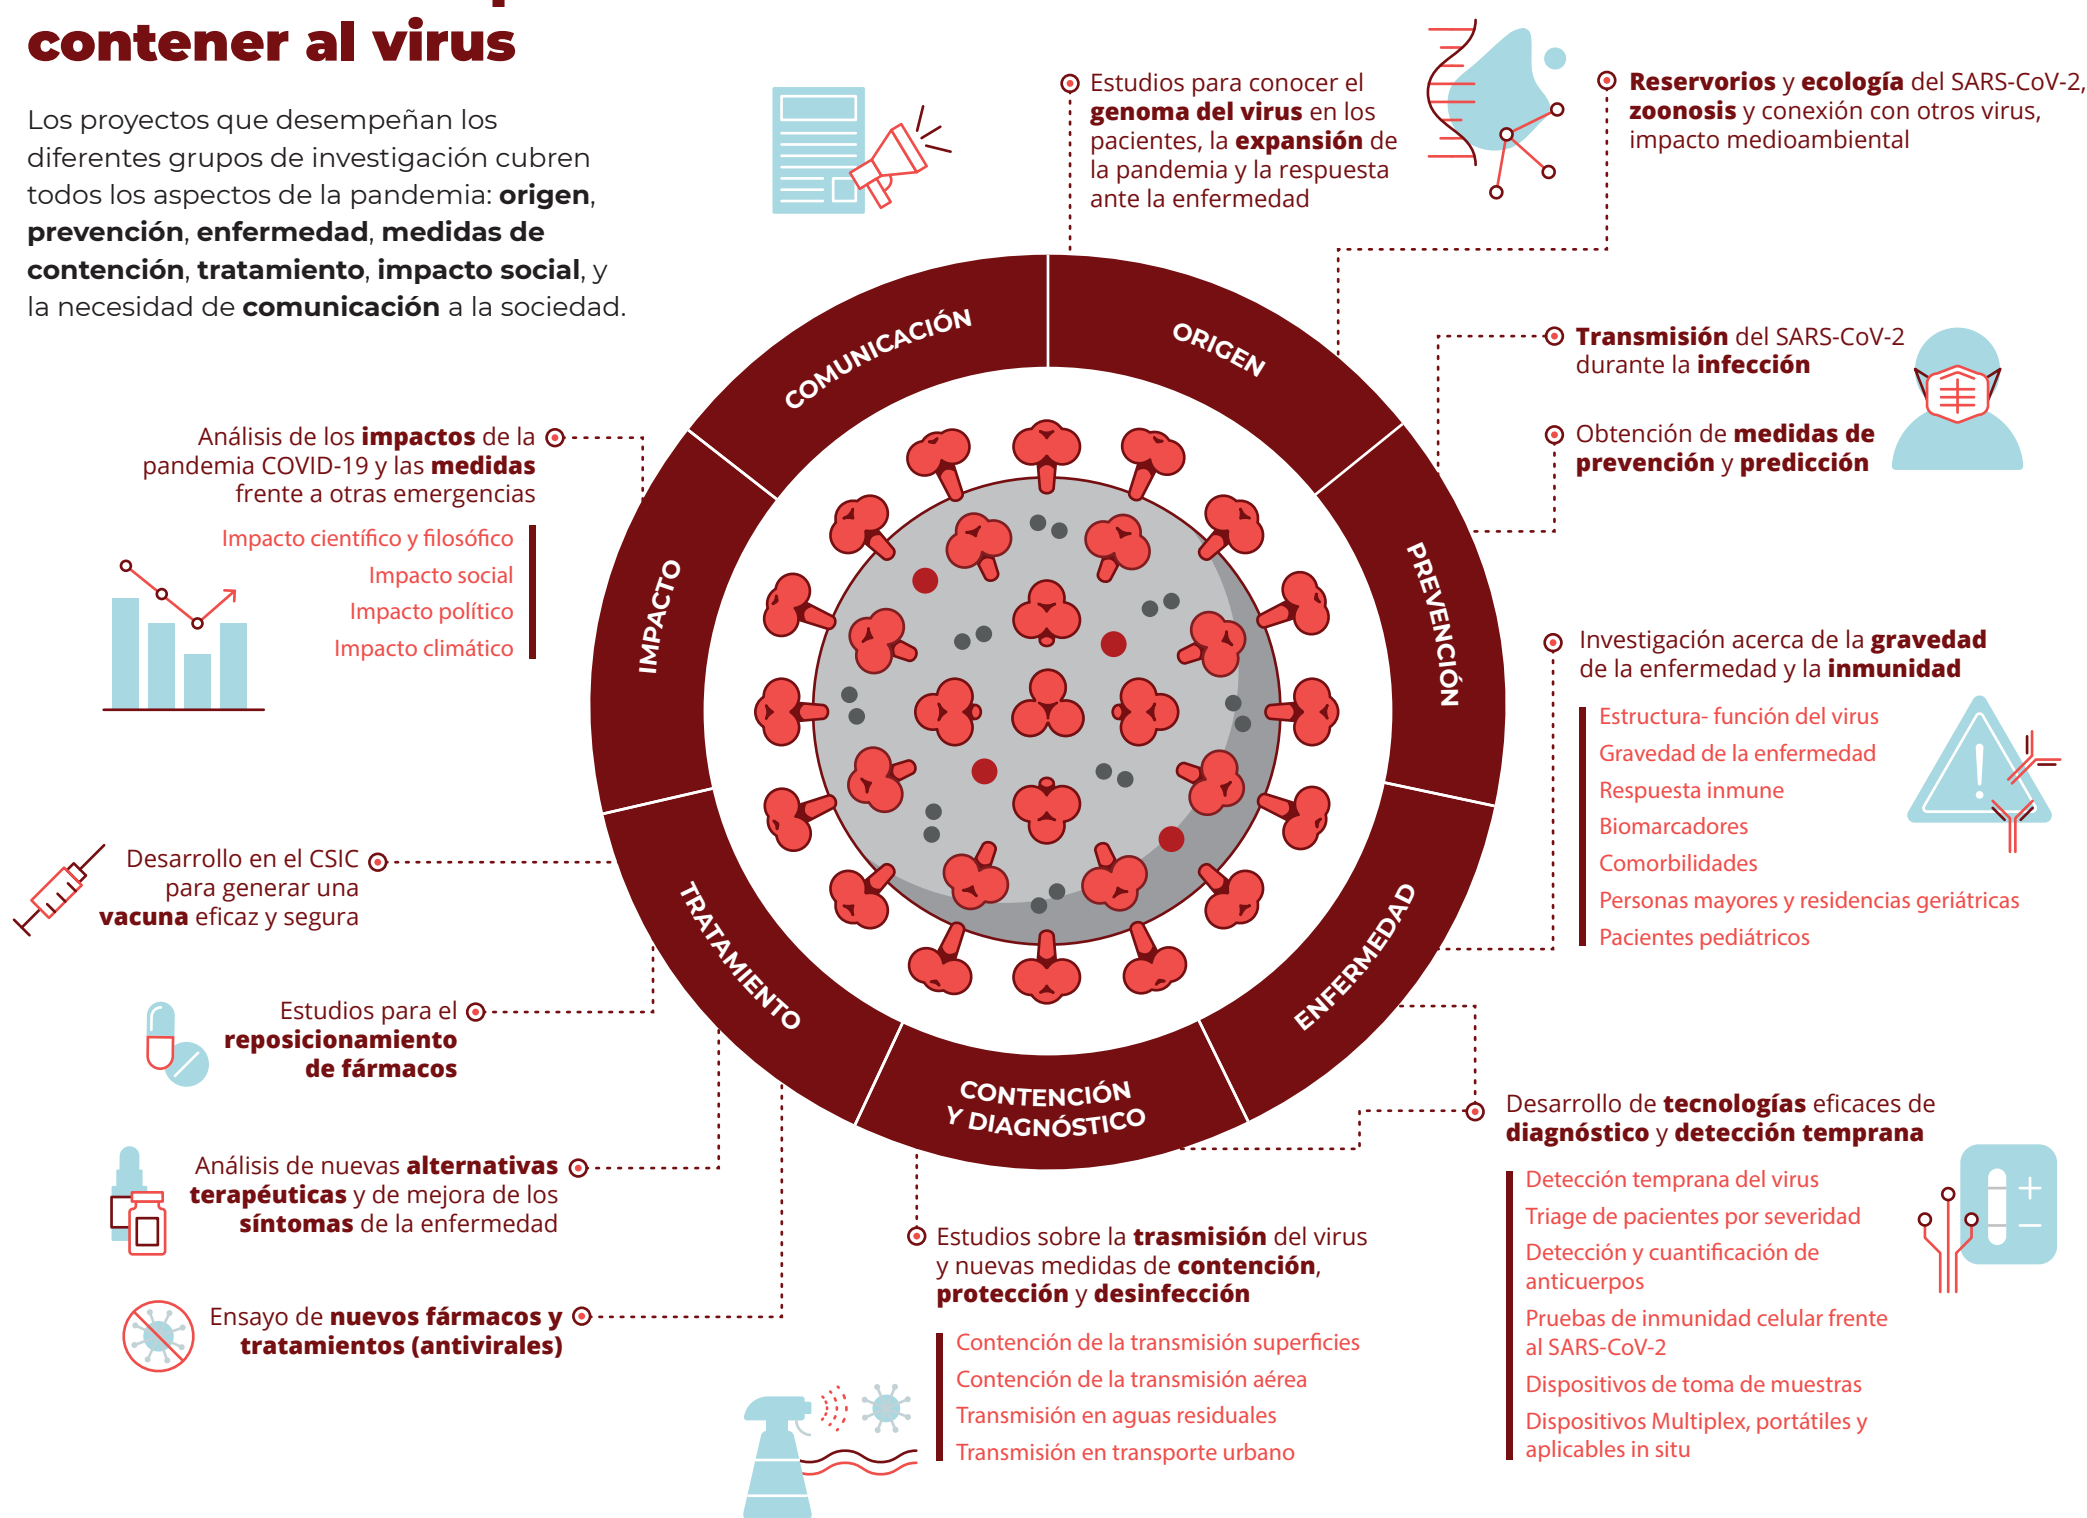 contener al virus
Los proyectos que desempeñan los
diferentes grupos de investigación cubren
todos los aspectos de la pandemia: origen,
prevención, enfermedad, medidas de
contención, tratamiento, impacto social, y
la necesidad de comunicación a la sociedad.
Estudios para conocer el
genoma del virus en los
pacientes, la expansión de
la pandemia y la respuesta
ante la enfermedad
Reservorios y ecología del SARS-CoV-2,
zoonosis y conexión con otros virus,
impacto medioambiental
Transmisión del SARS-CoV-2
durante la infección
Obtención de medidas de
prevención y predicción
Investigación acerca de la gravedad
de la enfermedad y la inmunidad
Estructura- función del virus
Gravedad de la enfermedad
Respuesta inmune
Biomarcadores
Comorbilidades
Personas mayores y residencias geriátricas
Pacientes pediátricos
Desarrollo de tecnologías eficaces de
diagnóstico y detección temprana
Detección temprana del virus
Triage de pacientes por severidad
Detección y cuantificación de
anticuerpos
Pruebas de inmunidad celular frente
al SARS-CoV-2
Dispositivos de toma de muestras
Dispositivos Multiplex, portátiles y
aplicables in situ
Estudios sobre la trasmisión del virus
y nuevas medidas de contención,
protección y desinfección
Contención de la transmisión superficies
Contención de la transmisión aérea
Transmisión en aguas residuales
Transmisión en transporte urbano
Análisis de los impactos de la
pandemia COVID-19 y las medidas
frente a otras emergencias
Impacto científico y filosófico
Impacto social
Impacto político
Impacto climático
Desarrollo en el CSIC
para generar una
vacuna eficaz y segura
Estudios para el
reposicionamiento
de fármacos
Análisis de nuevas alternativas
terapéuticas y de mejora de los
síntomas de la enfermedad
Ensayo de nuevos fármacos y
tratamientos (antivirales)
COMUNICACIÓN
ORIGEN
PREVENCIÓN
ENFERMEDAD
CONTENCIÓN
Y DIAGNÓSTICO
TRATAMIENTO
IMPACTO